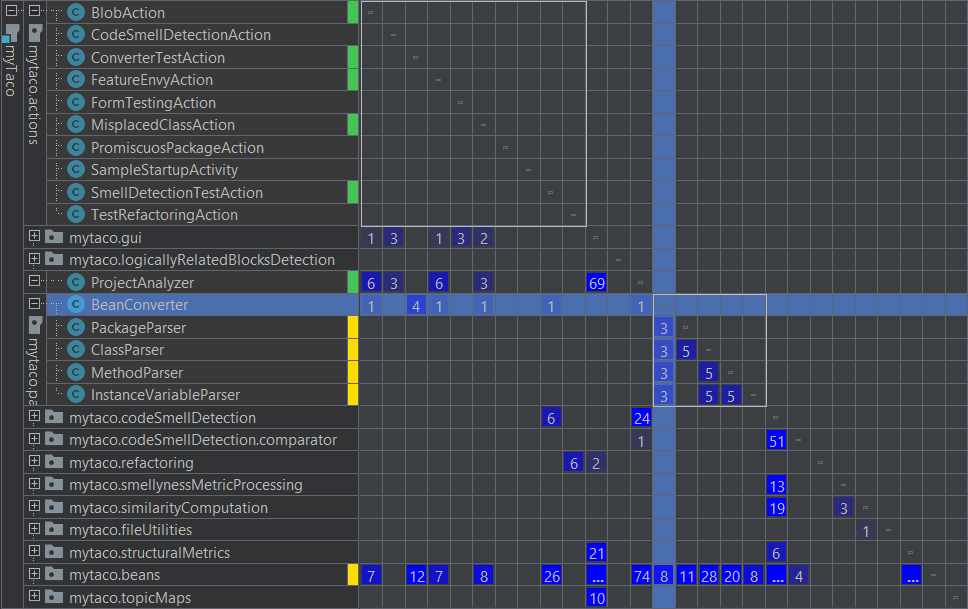 BlobAction
CodeSmellDetectionAction
ConverterTestAction
FeatureEnvyAction
FormTestingAction
MisplacedClassAction
PromiscuosPackageAction
SampleStartupActivity
SmellDetectionTestAction
TestRefactoringAction
myTaco
mytaco.actions
mytaco.gui 1 3 1 3 2
mytaco.logicallyRelatedBlocksDetection
ProjectAnalyzer 6 3 6 3 69
BeanConverter 1 4 1 1 1 1
PackageParser 3
ClassParser 3 5
MethodParser 3 5
InstanceVariableParser 3 5 5
mytaco.pa
mytaco.codeSmellDetection 6 24
mytaco.codeSmellDetection.comparator 1 51
mytaco.refactoring 6 2
mytaco.smellynessMetricProcessing 13
mytaco.similarityComputation 19 3
mytaco.fileUtilities 1
mytaco.structuralMetrics 21 6
mytaco.beans 7 12 7 8 26 ... 74 8 11 28 20 8 ... 4 ...
mytaco.topicMaps 10